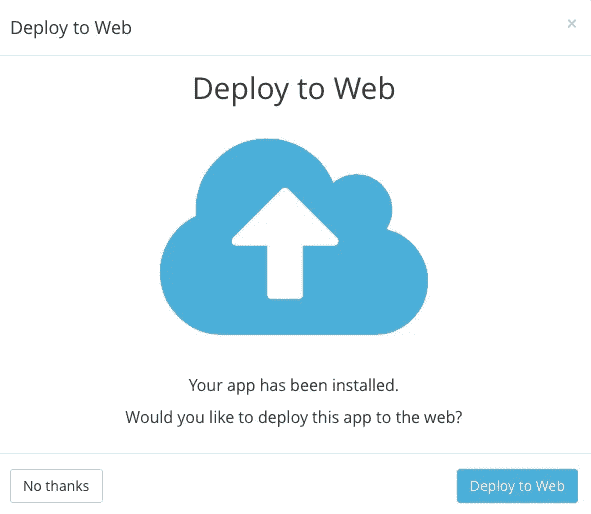 Deploy to Web
×
Deploy to Web
Your app has been installed.
Would you like to deploy this app to the web?
No thanks
Deploy to Web